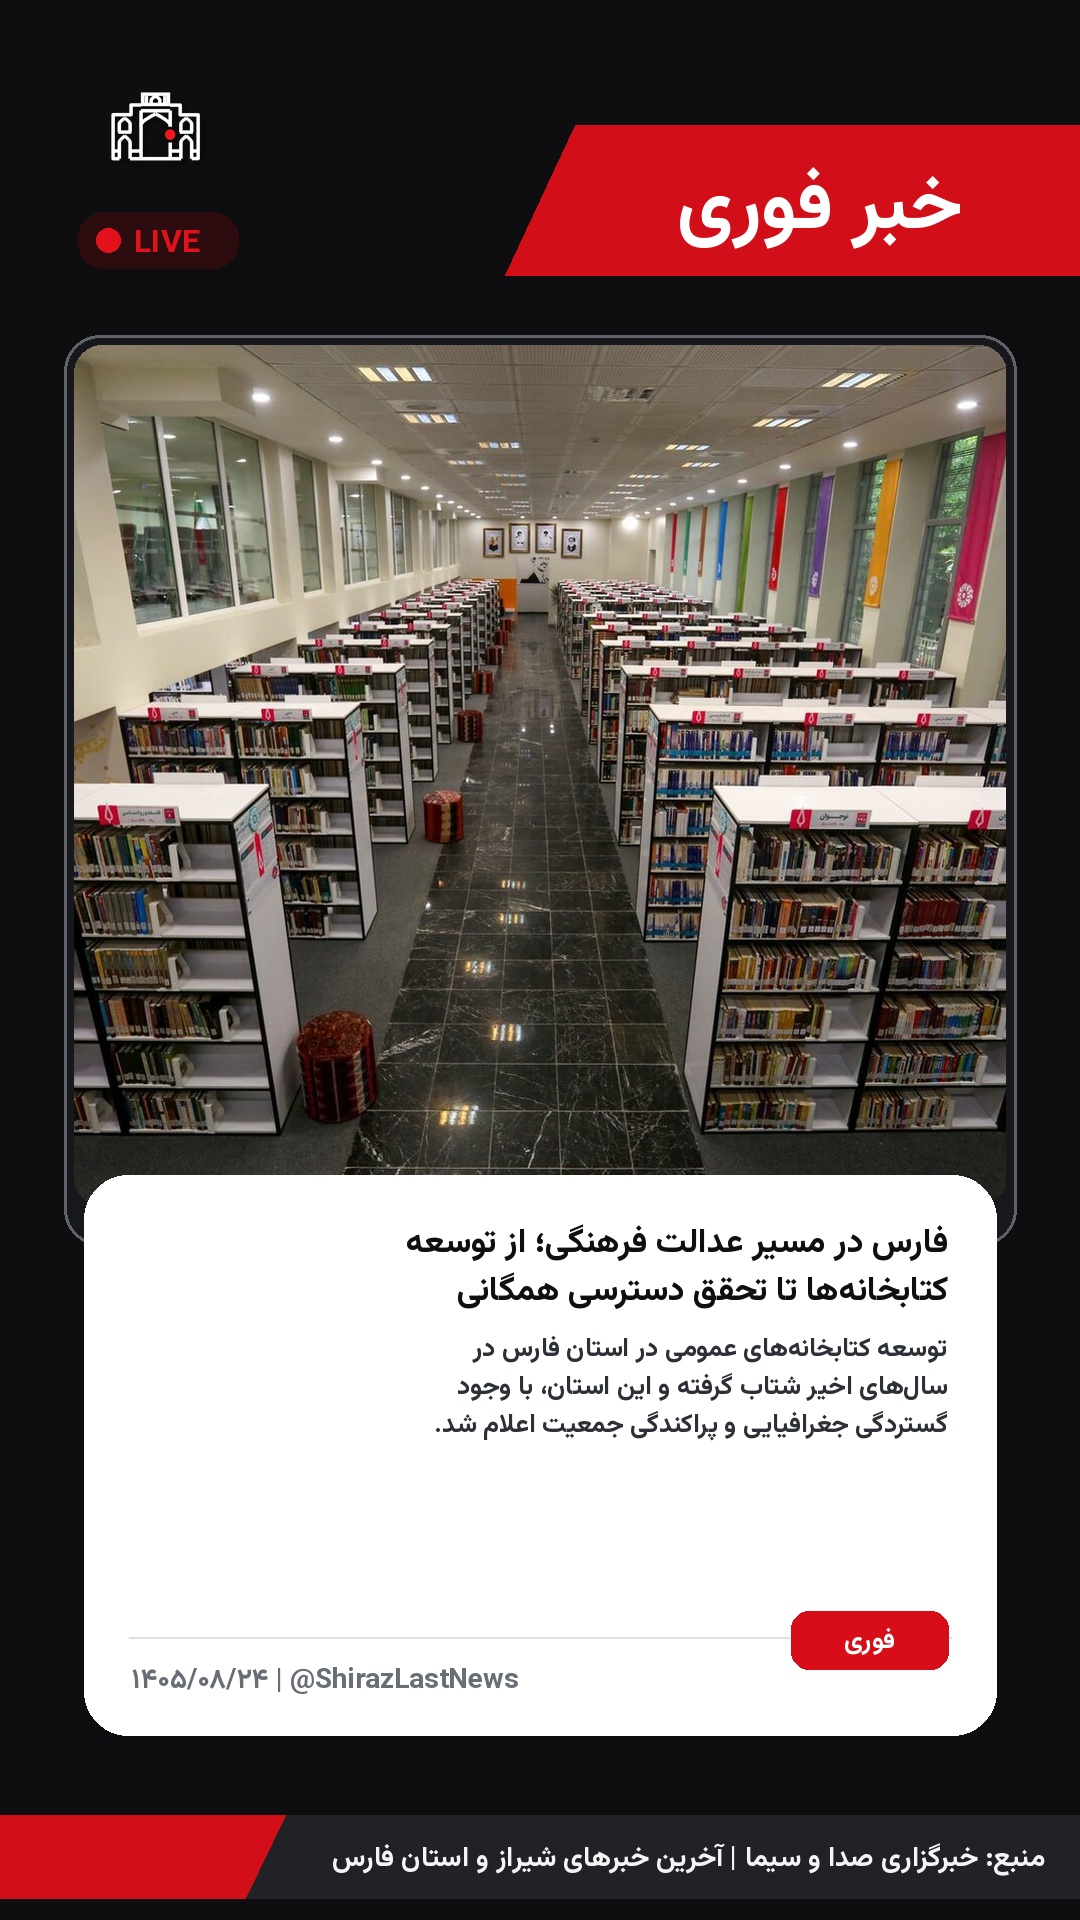 خبر فوری
LIVE
نوجـوان
فارس در مسیر عدالت فرهنگی؛ از توسعه
کتابخانه‌ها تا تحقق دسترسی همگانی
توسعه کتابخانه‌های عمومی در استان فارس در
سال‌های اخیر شتاب گرفته و این استان، با وجود
گستردگی جغرافیایی و پراکندگی جمعیت اعلام شد.
فوری
۱۴۰۵/۰۸/۲۴ | @ShirazLastNews
منبع: خبرگزاری صدا و سیما | آخرین خبرهای شیراز و استان فارس